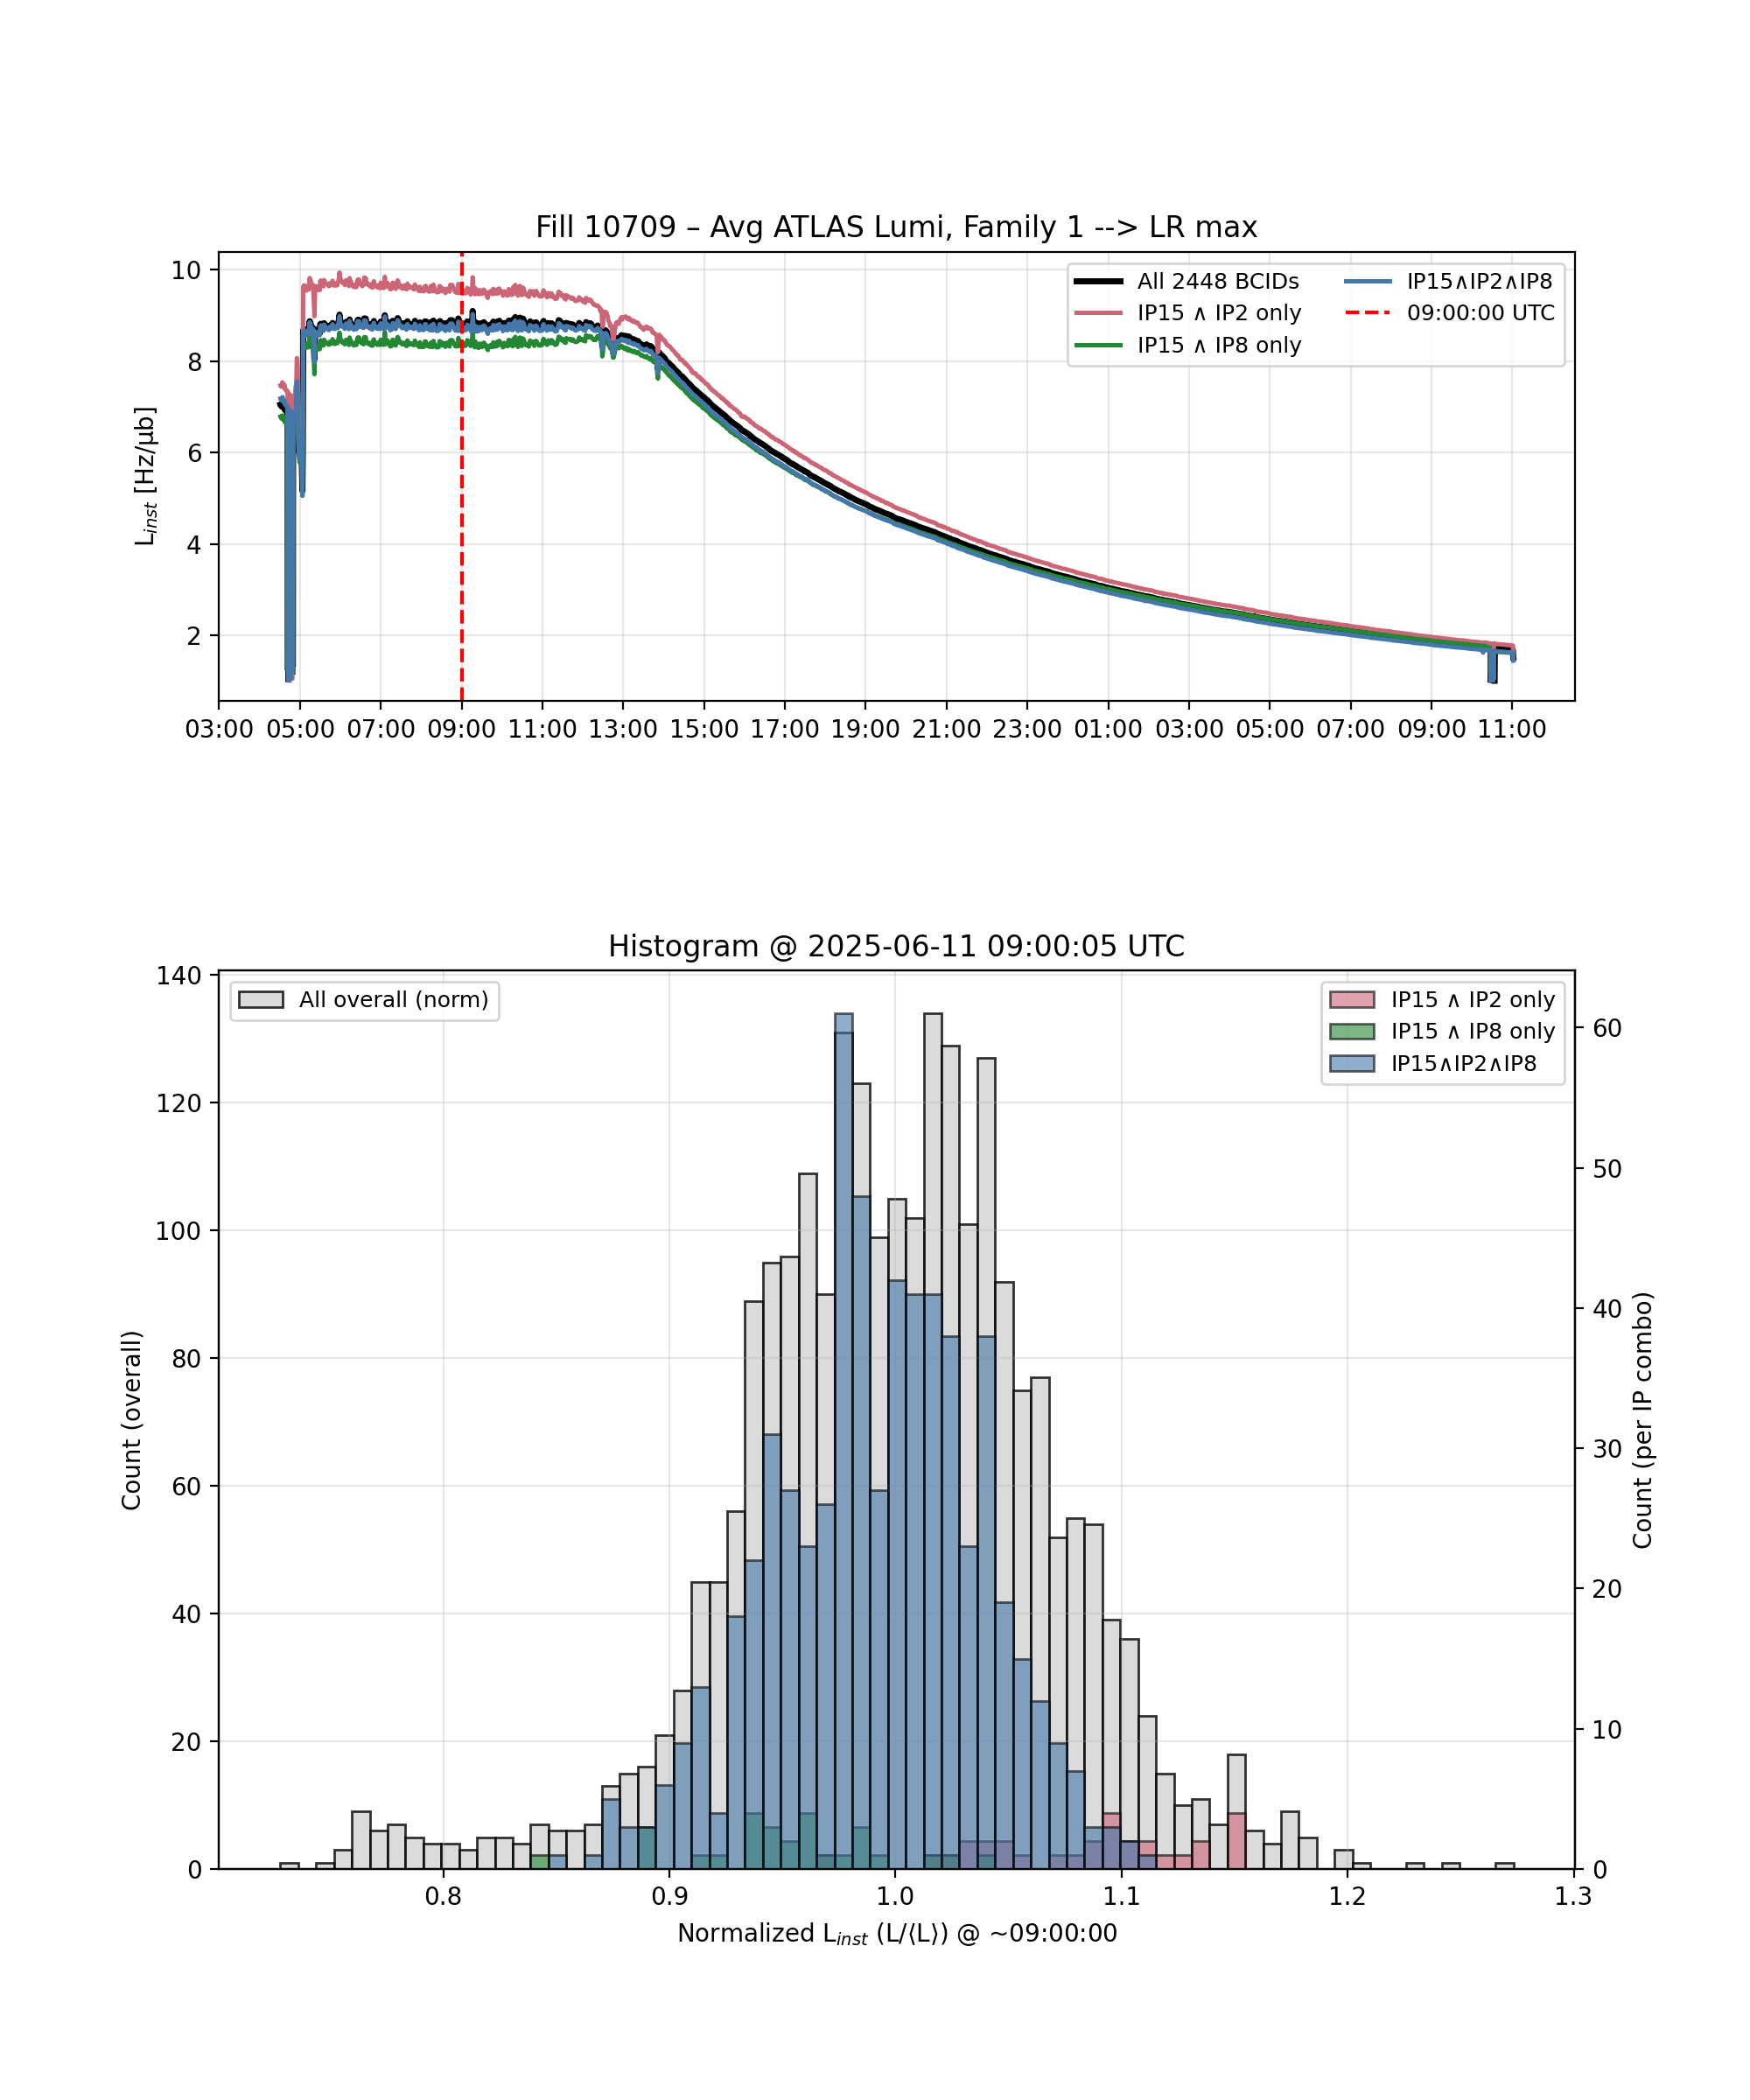 Fill 10709 – Avg ATLAS Lumi, Family 1 --> LR max
L_inst [Hz/μb]
10
8
6
4
2
All 2448 BCIDs
IP15 ∧ IP2 only
IP15 ∧ IP8 only
IP15∧IP2∧IP8
09:00:00 UTC
03:00 05:00 07:00 09:00 11:00 13:00 15:00 17:00 19:00 21:00 23:00 01:00 03:00 05:00 07:00 09:00 11:00
Histogram @ 2025-06-11 09:00:05 UTC
Count (overall)
140
120
100
80
60
40
20
0
All overall (norm)
IP15 ∧ IP2 only
IP15 ∧ IP8 only
IP15∧IP2∧IP8
60
50
40
30
20
10
0
Count (per IP combo)
0.8 0.9 1.0 1.1 1.2 1.3
Normalized L_inst (L/⟨L⟩) @ ~09:00:00